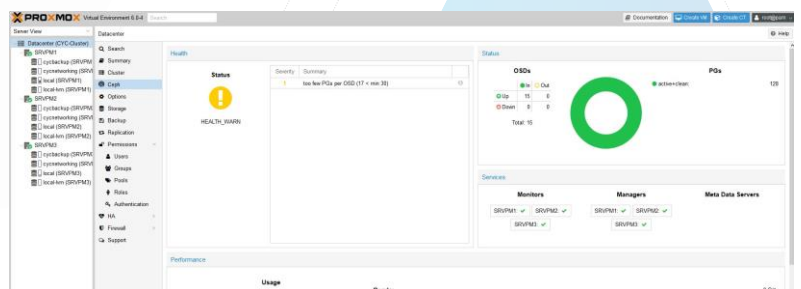 PROXMOX Virtual Environment 6.0-4 Search
Documentation Create VM Create CT root@pam
Server View
Datacenter
Help
Datacenter (CYC-Cluster)
SRVPM1
cycbackup (SRVPM
cycnetworking (SRV
local (SRVPM1)
local-lvm (SRVPM1)
SRVPM2
cycbackup (SRVPM
cycnetworking (SRV
local (SRVPM2)
local-lvm (SRVPM2)
SRVPM3
cycbackup (SRVPM
cycnetworking (SRV
local (SRVPM3)
local-lvm (SRVPM3)
Search
Summary
Cluster
Ceph
Options
Storage
Backup
Replication
Permissions
Users
Groups
Pools
Roles
Authentication
HA
Firewall
Support
Health
Status
HEALTH_WARN
Severity Summary
too few PGs per OSD (17 < min 30)
Status
OSDs
In Out
Up 15 0
Down 0 0
Total: 15
PGs
active+clean: 128
Services
Monitors
SRVPM1: SRVPM2:
SRVPM3:
Managers
SRVPM1: SRVPM2:
SRVPM3:
Meta Data Servers
Performance
Usage